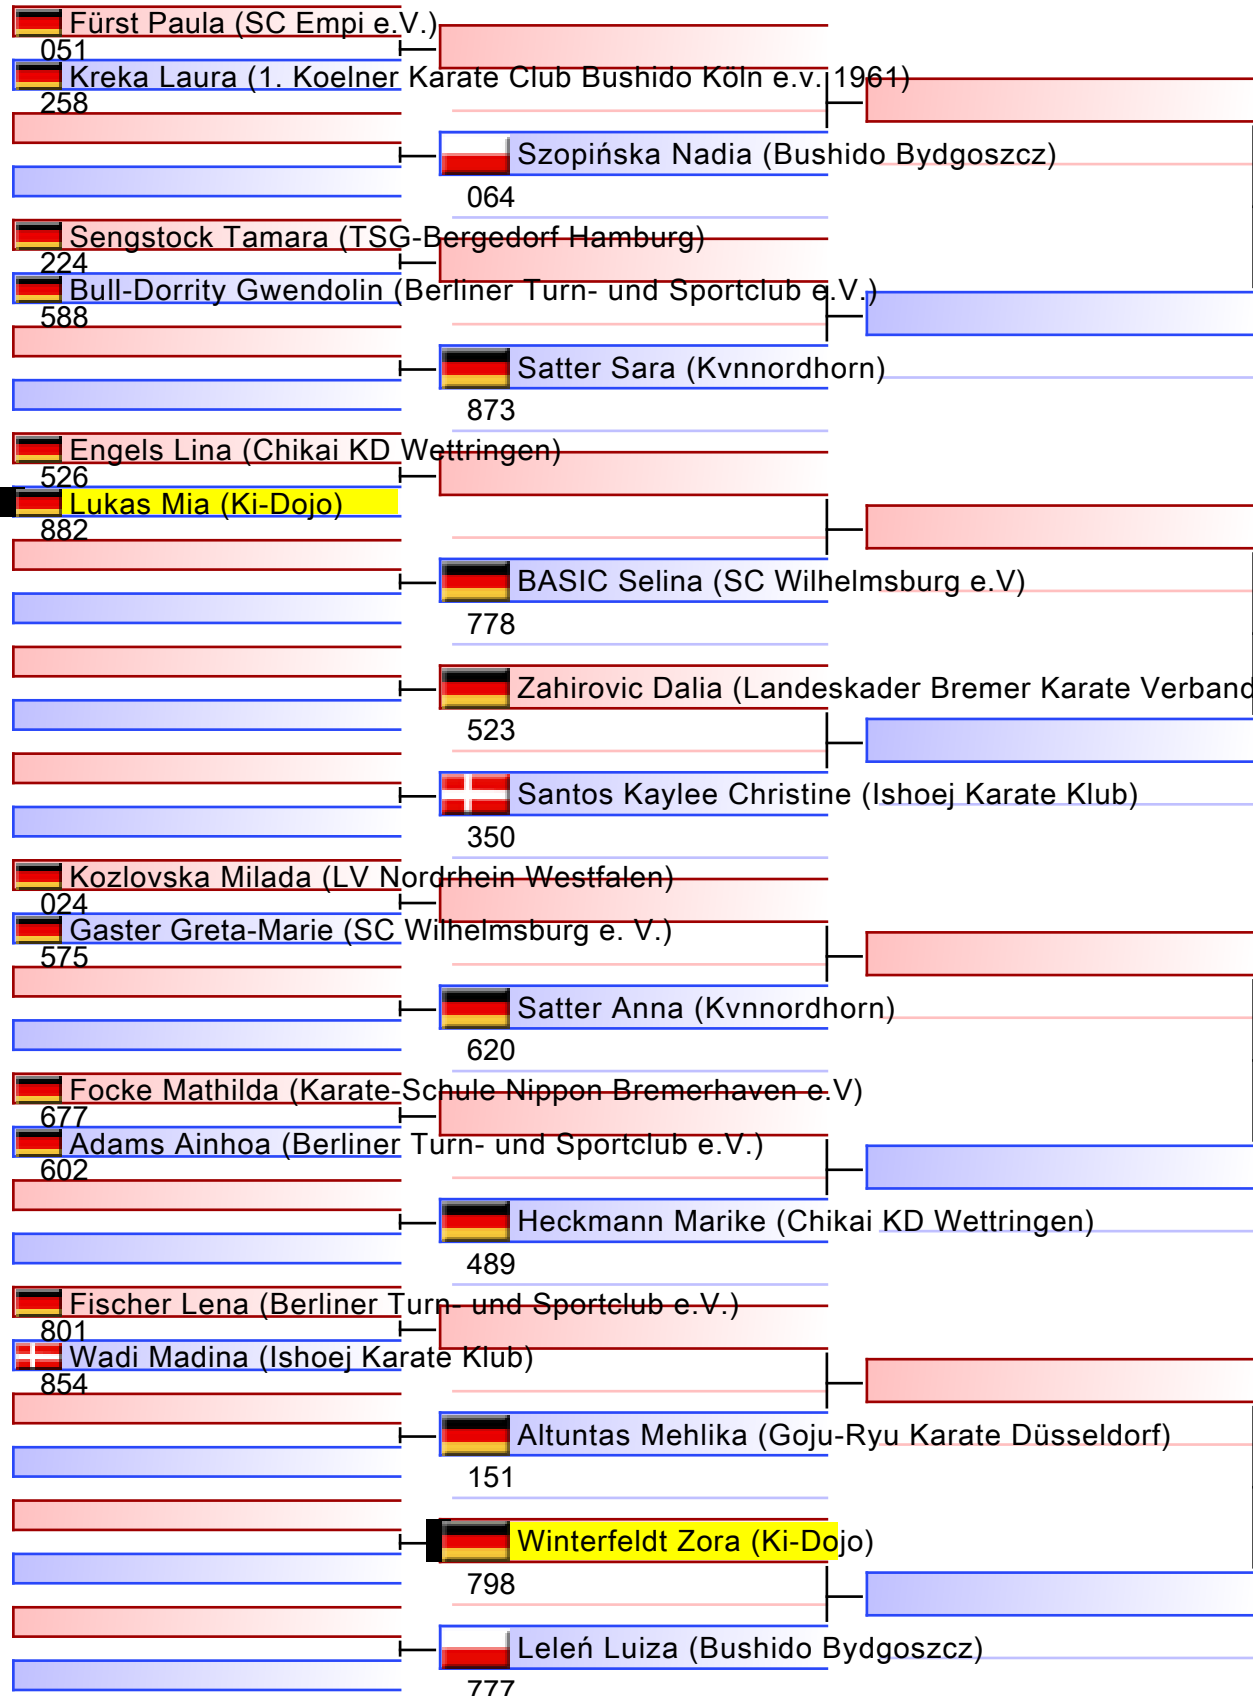 Fürst Paula (SC Empi e.V.)
051
Kreka Laura (1. Koelner Karate Club Bushido Köln e.v. 1961)
258
Szopińska Nadia (Bushido Bydgoszcz)
064
Sengstock Tamara (TSG-Bergedorf Hamburg)
224
Bull-Dorrity Gwendolin (Berliner Turn- und Sportclub e.V.)
588
Satter Sara (Kvnnordhorn)
873
Engels Lina (Chikai KD Wettringen)
526
Lukas Mia (Ki-Dojo)
882
BASIC Selina (SC Wilhelmsburg e.V)
778
Zahirovic Dalia (Landeskader Bremer Karate Verband
523
Santos Kaylee Christine (Ishoej Karate Klub)
350
Kozlovska Milada (LV Nordrhein Westfalen)
024
Gaster Greta-Marie (SC Wilhelmsburg e. V.)
575
Satter Anna (Kvnnordhorn)
620
Focke Mathilda (Karate-Schule Nippon Bremerhaven e.V)
677
Adams Ainhoa (Berliner Turn- und Sportclub e.V.)
602
Heckmann Marike (Chikai KD Wettringen)
489
Fischer Lena (Berliner Turn- und Sportclub e.V.)
801
Wadi Madina (Ishoej Karate Klub)
854
Altuntas Mehlika (Goju-Ryu Karate Düsseldorf)
151
Winterfeldt Zora (Ki-Dojo)
798
Leleń Luiza (Bushido Bydgoszcz)
777